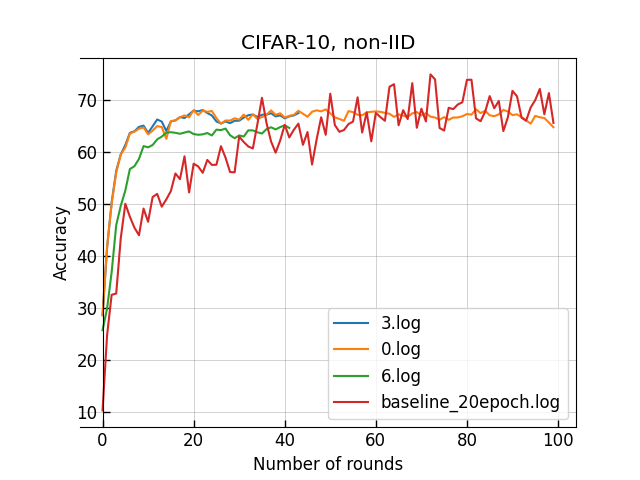 CIFAR-10, non-IID
Accuracy
70
60
50
40
30
20
10
0
20
40
60
80
100
Number of rounds
3.log
0.log
6.log
baseline_20epoch.log